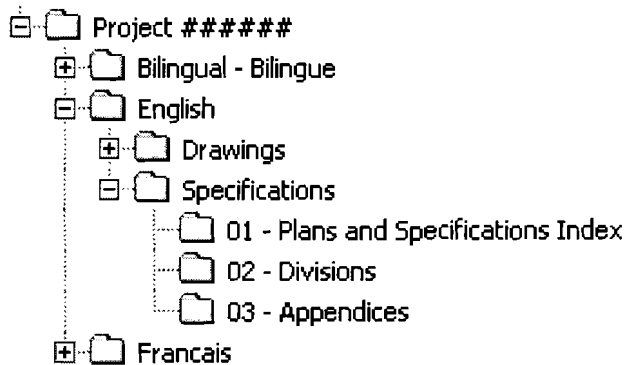 Project ######
Bilingual - Bilingue
English
Drawings
Specifications
01 - Plans and Specifications Index
02 - Divisions
03 - Appendices
Francais